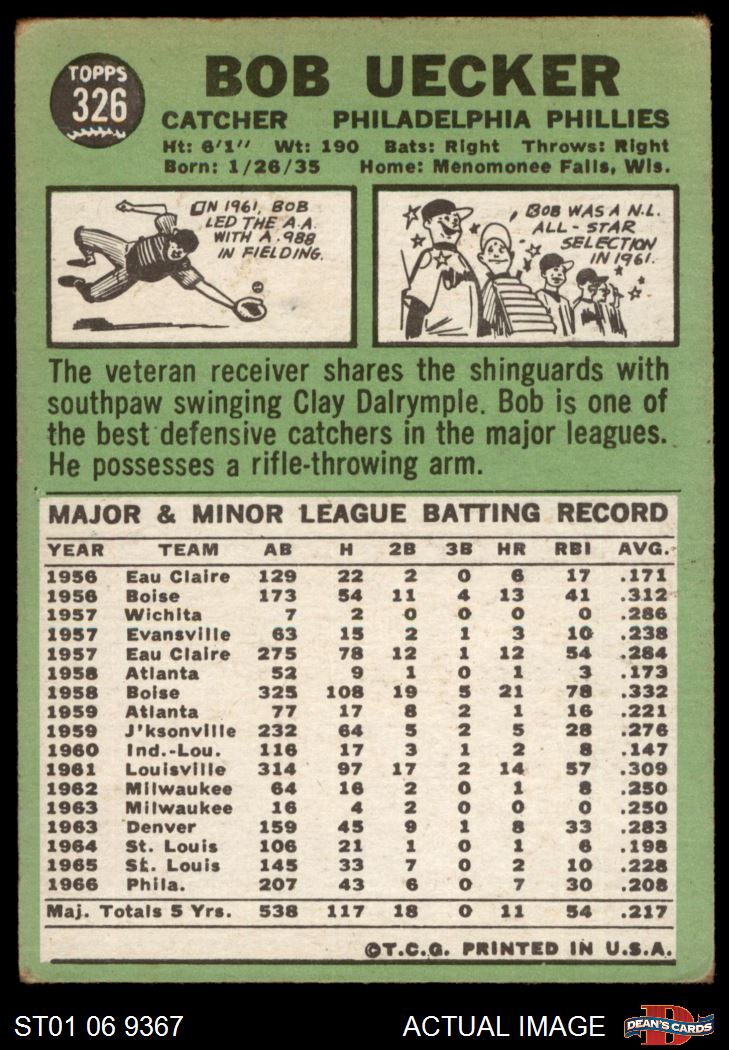 TOPPS
326
BOB UECKER
CATCHER PHILADELPHIA PHILLIES
Ht: 6'1" Wt: 190 Bats: Right Throws: Right
Born: 1/26/35 Home: Menomonee Falls, Wis.
IN 1961, BOB
LED THE A.A.
WITH A .988
IN FIELDING.
BOB WAS A N.L.
ALL-STAR
SELECTION
IN 1961.
The veteran receiver shares the shinguards with
southpaw swinging Clay Dalrymple. Bob is one of
the best defensive catchers in the major leagues.
He possesses a rifle-throwing arm.
MAJOR & MINOR LEAGUE BATTING RECORD
YEAR TEAM AB H 2B 3B HR RBI AVG.
1956 Eau Claire 129 22 2 0 6 17 .171
1956 Boise 173 54 11 4 13 41 .312
1957 Wichita 7 2 0 0 0 0 .286
1957 Evansville 63 15 2 1 3 10 .238
1957 Eau Claire 275 78 12 1 12 54 .284
1958 Atlanta 52 9 1 0 1 3 .173
1958 Boise 325 108 19 5 21 78 .332
1959 Atlanta 77 17 8 2 1 16 .221
1959 J'ksonville 232 64 5 2 5 28 .276
1960 Ind.-Lou. 116 17 3 1 2 8 .147
1961 Louisville 314 97 17 2 14 57 .309
1962 Milwaukee 64 16 2 0 1 8 .250
1963 Milwaukee 16 4 2 0 0 0 .250
1963 Denver 159 45 9 1 8 33 .283
1964 St. Louis 106 21 1 0 1 6 .198
1965 St. Louis 145 33 7 0 2 10 .228
1966 Phila. 207 43 6 0 7 30 .208
Maj. Totals 5 Yrs. 538 117 18 0 11 54 .217
©T.C.G. PRINTED IN U.S.A.
ST01 06 9367 ACTUAL IMAGE
DEAN'S CARDS